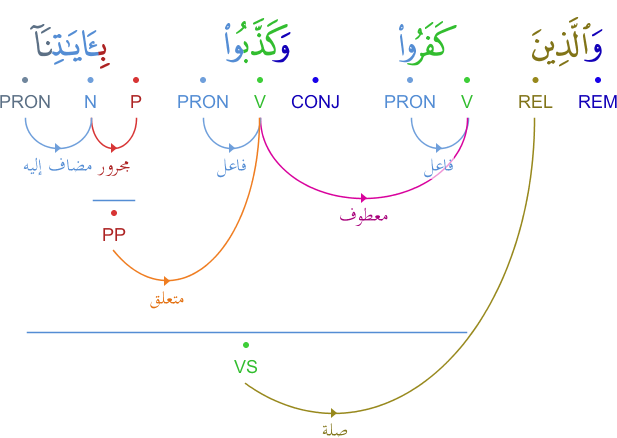 وَٱلَّذِينَ كَفَرُوا۟ وَكَذَّبُوا۟ بِـَٔايَـٰتِنَآ
REM REL V PRON CONJ V PRON P N PRON
فاعل فاعل مجرور مضاف إليه
معطوف
PP
متعلق
VS
صلة